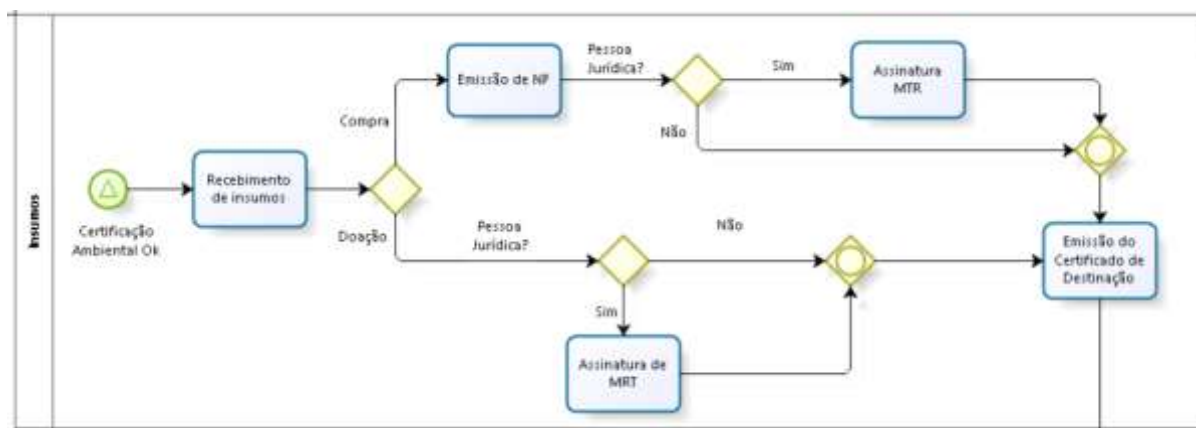 Insumos
Certificação
Ambiental Ok
Recebimento
de insumos
Compra
Doação
Emissão de NF
Pessoa
Jurídica?
Sim
Não
Assinatura
MTR
Pessoa
Jurídica?
Não
Sim
Assinatura de
MRT
Emissão do
Certificado de
Destinação